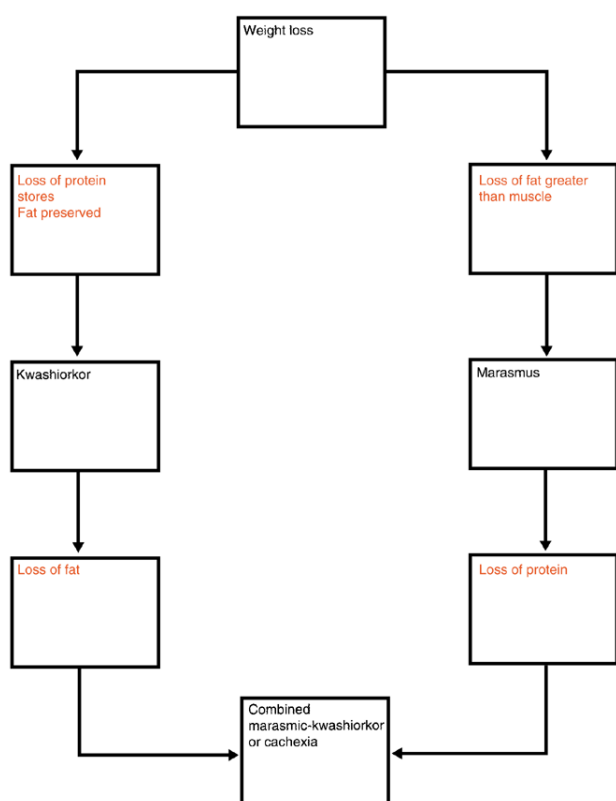 Weight loss
Loss of protein
stores
Fat preserved
Loss of fat greater
than muscle
Kwashiorkor
Marasmus
Loss of fat
Loss of protein
Combined
marasmic-kwashiorkor
or cachexia